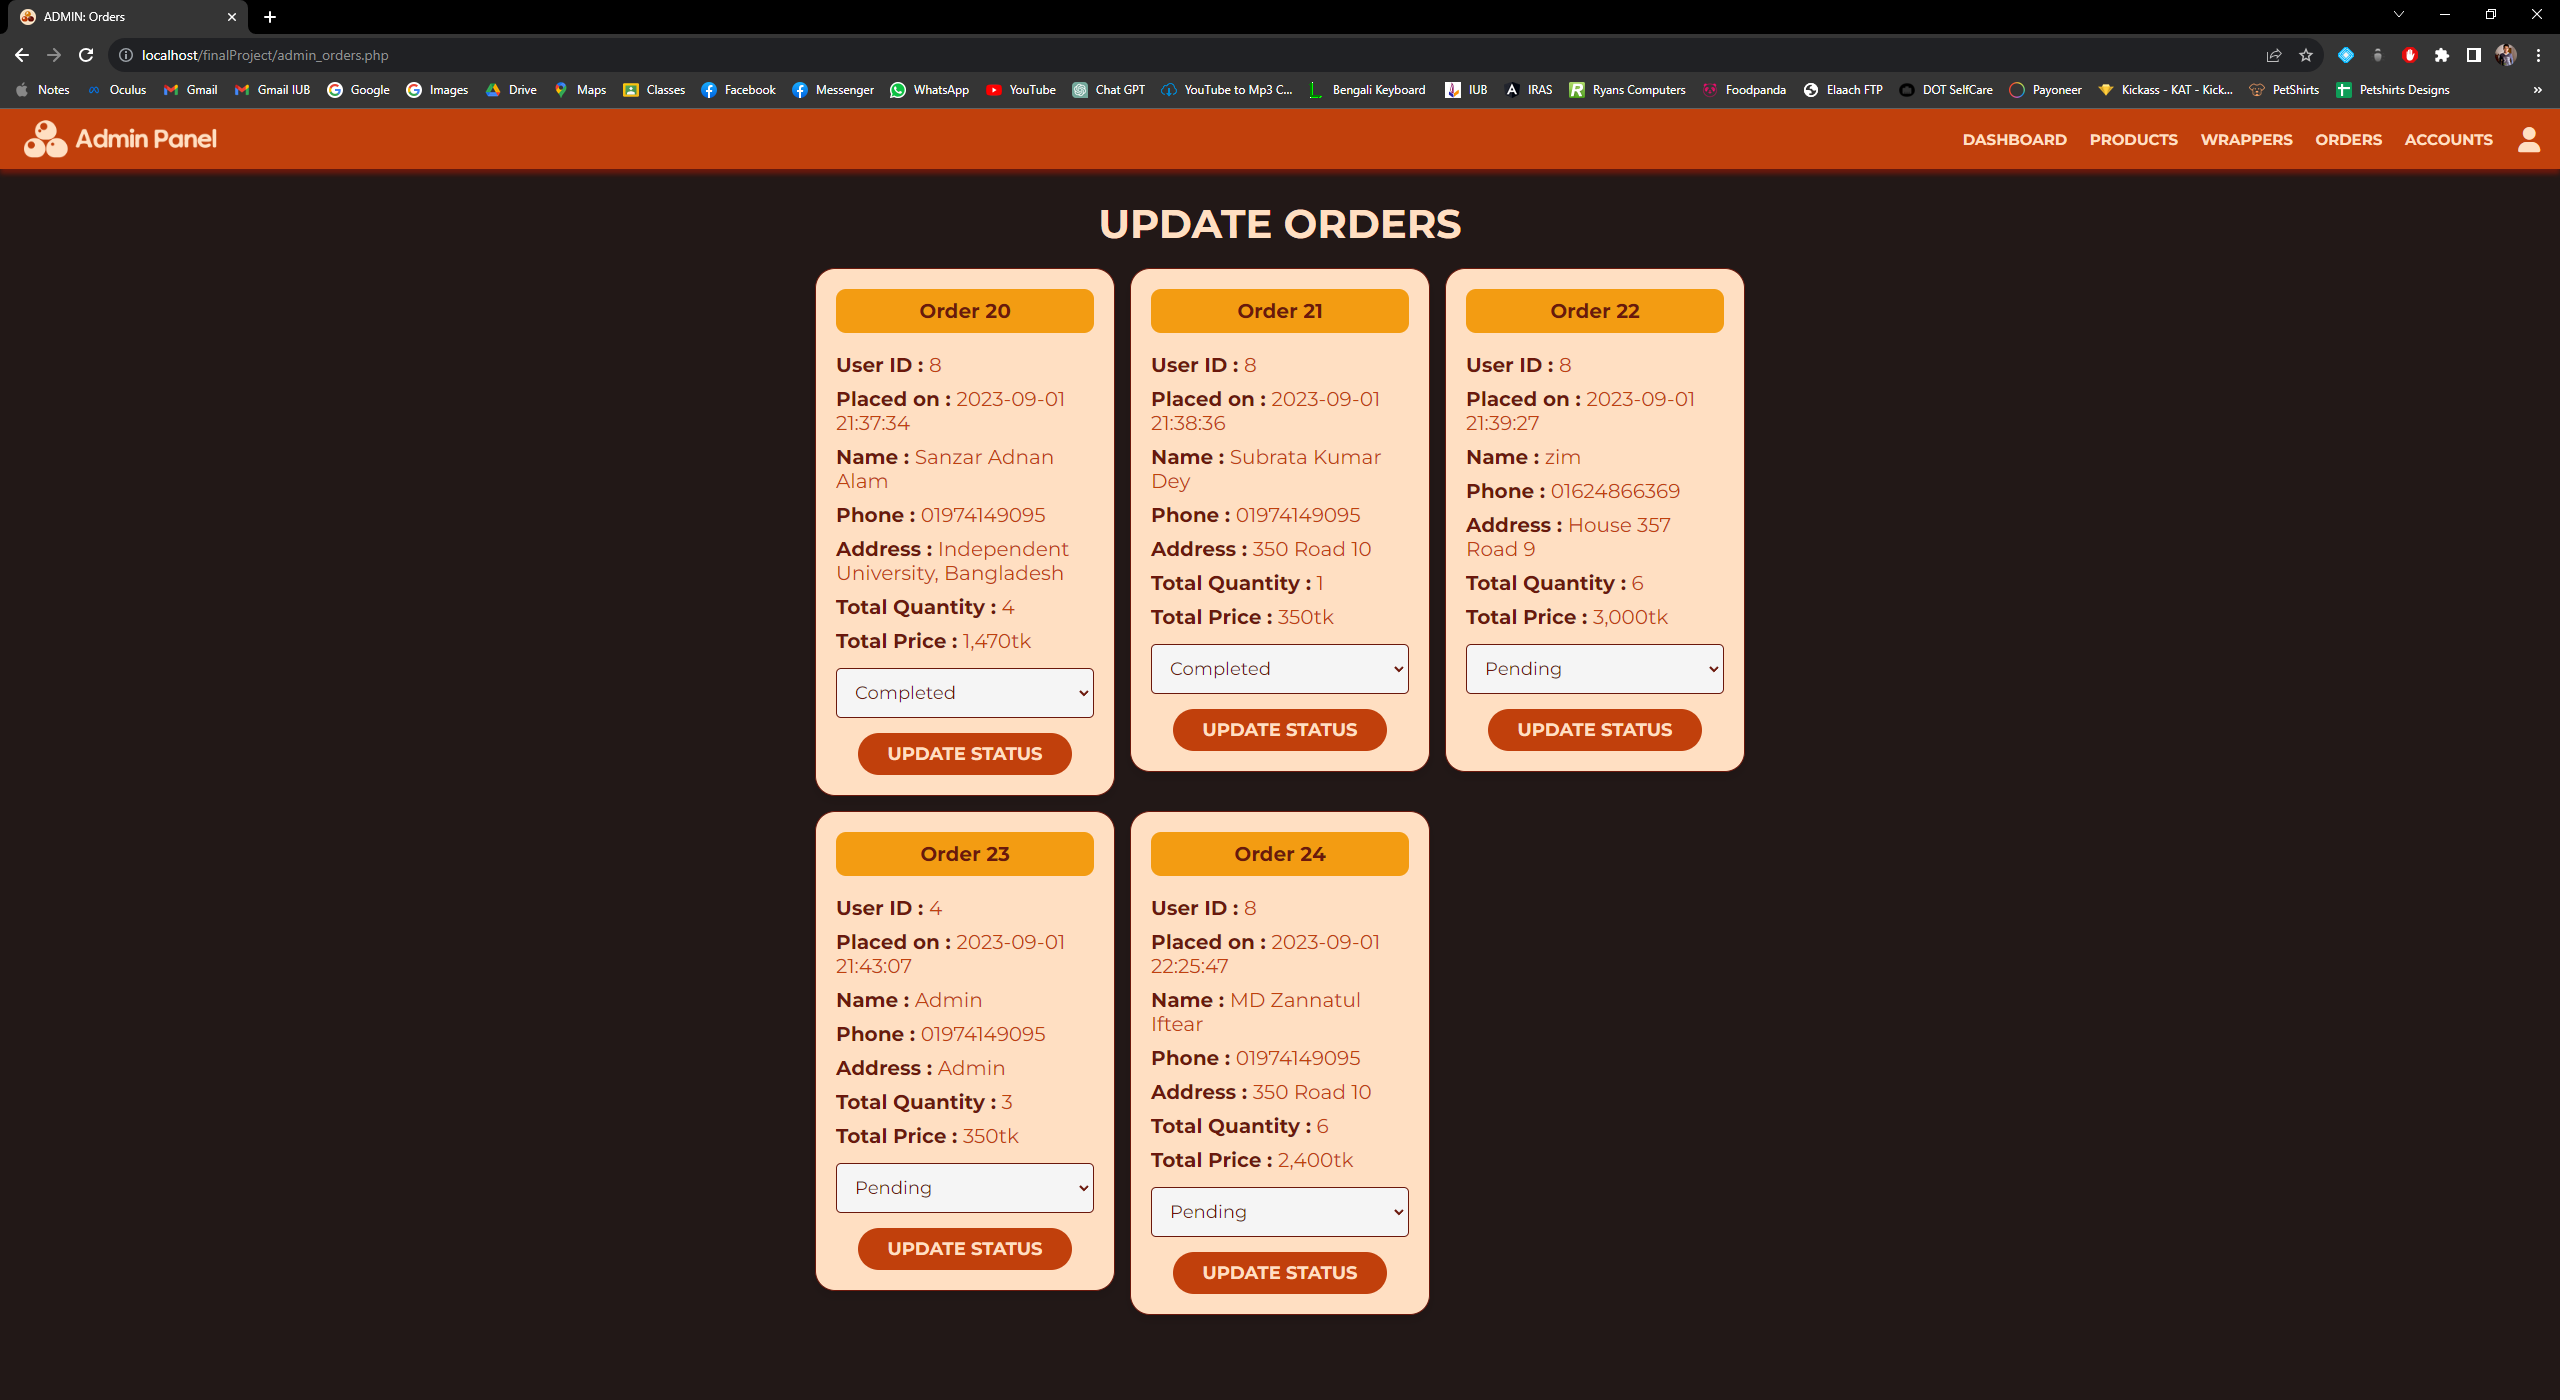 ADMIN: Orders
localhost/finalProject/admin_orders.php
Notes Oculus Gmail Gmail IUB Google Images Drive Maps Classes Facebook Messenger WhatsApp YouTube Chat GPT YouTube to Mp3 C... Bengali Keyboard IUB IRAS Ryans Computers Foodpanda Elaach FTP DOT SelfCare Payoneer Kickass - KAT - Kick... PetShirts Petshirts Designs »
Admin Panel
DASHBOARD PRODUCTS WRAPPERS ORDERS ACCOUNTS
UPDATE ORDERS
Order 20
User ID : 8
Placed on : 2023-09-01
21:37:34
Name : Sanzar Adnan
Alam
Phone : 01974149095
Address : Independent
University, Bangladesh
Total Quantity : 4
Total Price : 1,470tk
Completed
UPDATE STATUS
Order 21
User ID : 8
Placed on : 2023-09-01
21:38:36
Name : Subrata Kumar
Dey
Phone : 01974149095
Address : 350 Road 10
Total Quantity : 1
Total Price : 350tk
Completed
UPDATE STATUS
Order 22
User ID : 8
Placed on : 2023-09-01
21:39:27
Name : zim
Phone : 01624866369
Address : House 357
Road 9
Total Quantity : 6
Total Price : 3,000tk
Pending
UPDATE STATUS
Order 23
User ID : 4
Placed on : 2023-09-01
21:43:07
Name : Admin
Phone : 01974149095
Address : Admin
Total Quantity : 3
Total Price : 350tk
Pending
UPDATE STATUS
Order 24
User ID : 8
Placed on : 2023-09-01
22:25:47
Name : MD Zannatul
Iftear
Phone : 01974149095
Address : 350 Road 10
Total Quantity : 6
Total Price : 2,400tk
Pending
UPDATE STATUS